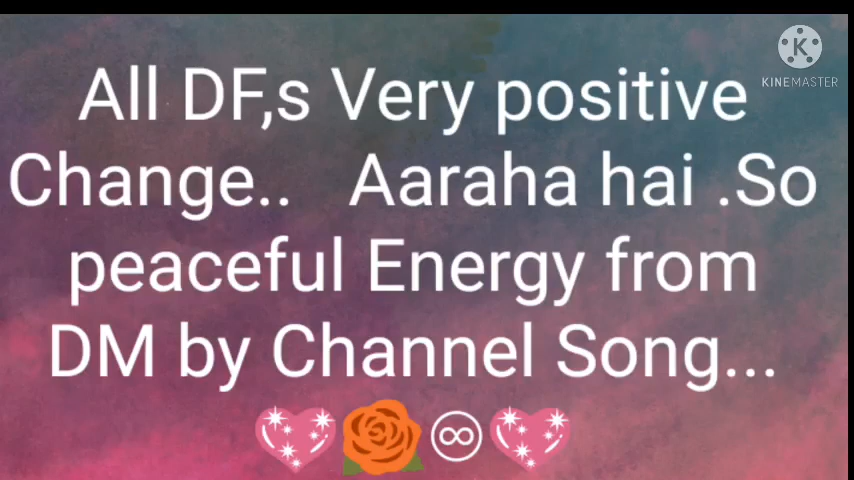 All DF,s Very positive
Change.. Aaraha hai .So
peaceful Energy from
DM by Channel Song...
KINEMASTER